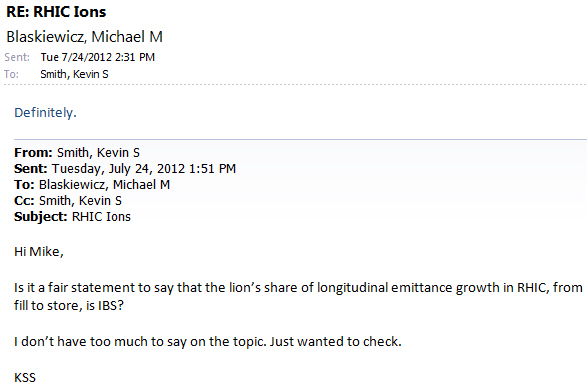 RE: RHIC Ions
Blaskiewicz, Michael M
Sent: Tue 7/24/2012 2:31 PM
To: Smith, Kevin S
Definitely.
From: Smith, Kevin S
Sent: Tuesday, July 24, 2012 1:51 PM
To: Blaskiewicz, Michael M
Cc: Smith, Kevin S
Subject: RHIC Ions
Hi Mike,
Is it a fair statement to say that the lion’s share of longitudinal emittance growth in RHIC, from
fill to store, is IBS?
I don’t have too much to say on the topic. Just wanted to check.
KSS